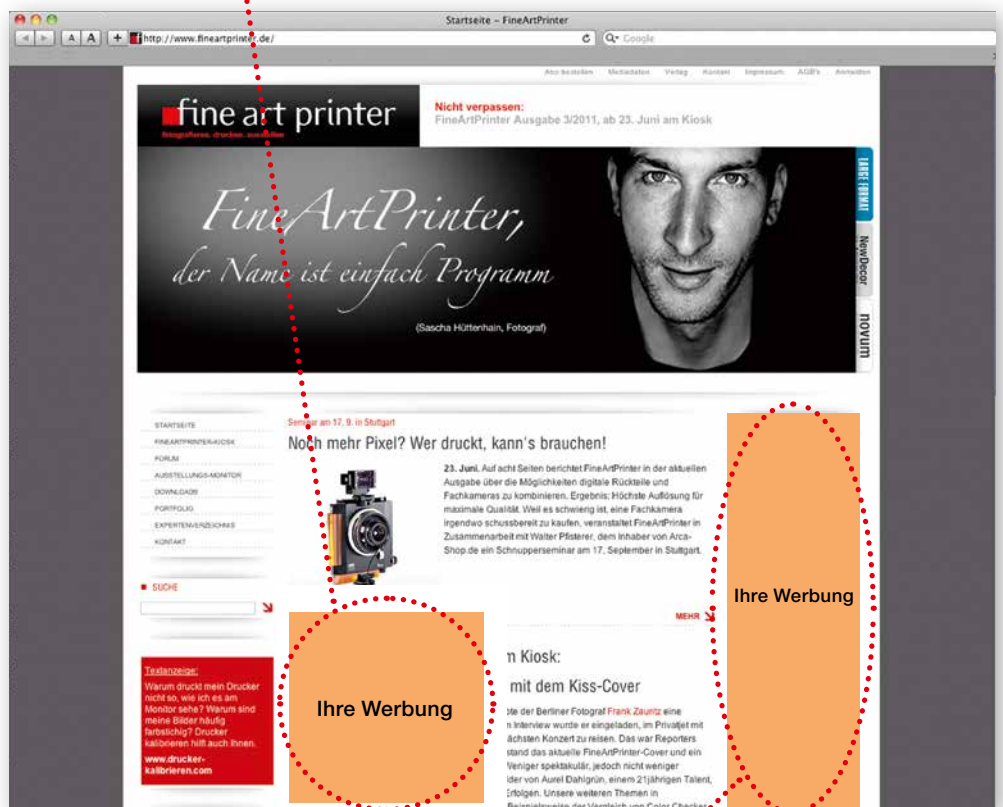 Startseite – FineArtPrinter
A A + http://www.fineartprinter.de/
Google
Abo bestellen Mediadaten Verlag Kontakt Impressum AGB's Anmelden
fine art printer
fotografieren. drucken. ausstellen
Nicht verpassen:
FineArtPrinter Ausgabe 3/2011, ab 23. Juni am Kiosk
FineArtPrinter,
der Name ist einfach Programm
(Sascha Hüttenhain, Fotograf)
LARGE FORMAT
NewDecor
novum
STARTSEITE
FINEARTPRINTER-KIOSK
FORUM
AUSSTELLUNGS-MONITOR
DOWNLOADS
PORTFOLIO
EXPERTENVERZEICHNIS
KONTAKT
SUCHE
Textanzeige:
Warum druckt mein Drucker
nicht so, wie ich es am
Monitor sehe? Warum sind
meine Bilder häufig
farbstichig? Drucker
kalibrieren hilft auch Ihnen.
www.drucker-
kalibrieren.com
Seminar am 17. 9. in Stuttgart
Noch mehr Pixel? Wer druckt, kann's brauchen!
23. Juni. Auf acht Seiten berichtet FineArtPrinter in der aktuellen
Ausgabe über die Möglichkeiten digitale Rückteile und
Fachkameras zu kombinieren. Ergebnis: Höchste Auflösung für
maximale Qualität. Weil es schwieng ist, eine Fachkamera
irgendwo schussbereit zu kaufen, veranstaltet FineArtPrinter in
Zusammenarbeit mit Walter Pfisterer, dem Inhaber von Arca-
Shop.de ein Schnupperseminar am 17. September in Stuttgart.
MEHR
Ihre Werbung
m Kiosk:
mit dem Kiss-Cover
der Berliner Fotograf Frank Zauritz eine
Interview wurde er eingeladen, im Privatjet mit
Konzert zu reisen. Das war Reporters
stand das aktuelle FineArtPrinter-Cover und ein
Weniger spektakulär, jedoch nicht weniger
von Aurel Dahlgrün, einem 21jährigen Talent,
Erfolgen. Unsere weiteren Themen in
der Vergleich von Color Checker
Ihre Werbung